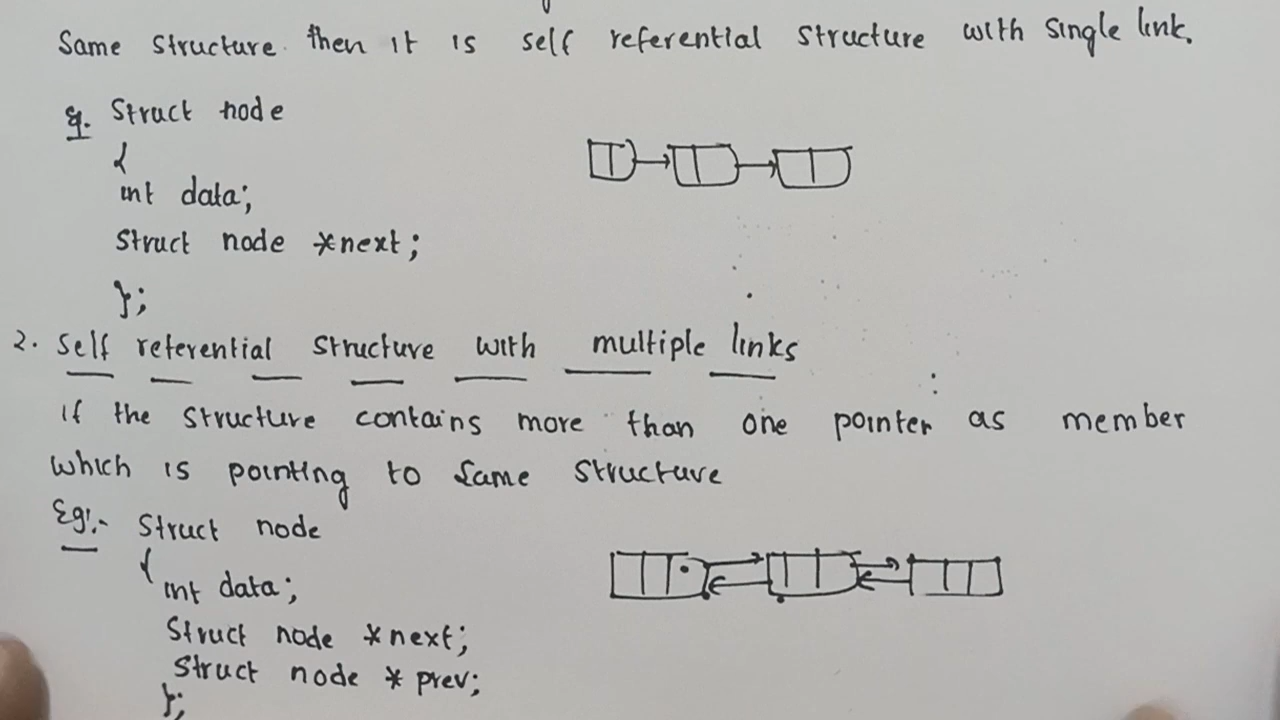 Same structure then it is self referential structure with single link.
Eg. Struct node
{
int data;
Struct node *next;
};
2. Self referential structure with multiple links
if the structure contains more than one pointer as member
which is pointing to same structure
Eg:- Struct node
{
int data;
Struct node *next;
Struct node * prev;
};